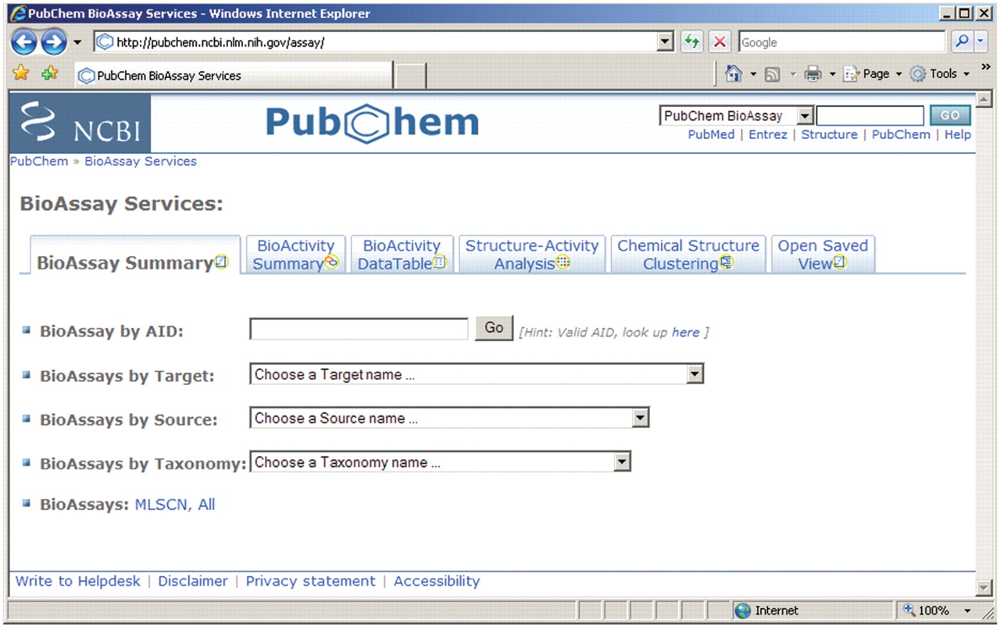 PubChem BioAssay Services - Windows Internet Explorer
http://pubchem.ncbi.nlm.nih.gov/assay/
Google
PubChem BioAssay Services
Page
Tools
»
NCBI
PubChem
PubChem BioAssay
GO
PubMed | Entrez | Structure | PubChem | Help
PubChem » BioAssay Services
BioAssay Services:
BioAssay Summary
BioActivity
Summary
BioActivity
DataTable
Structure-Activity
Analysis
Chemical Structure
Clustering
Open Saved
View
BioAssay by AID:
Go
[Hint: Valid AID, look up here ]
BioAssays by Target:
Choose a Target name ...
BioAssays by Source:
Choose a Source name ...
BioAssays by Taxonomy:
Choose a Taxonomy name ...
BioAssays: MLSCN, All
Write to Helpdesk | Disclaimer | Privacy statement | Accessibility
Internet
100%